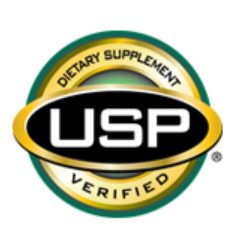 DIETARY SUPPLEMENT
USP
®
VERIFIED